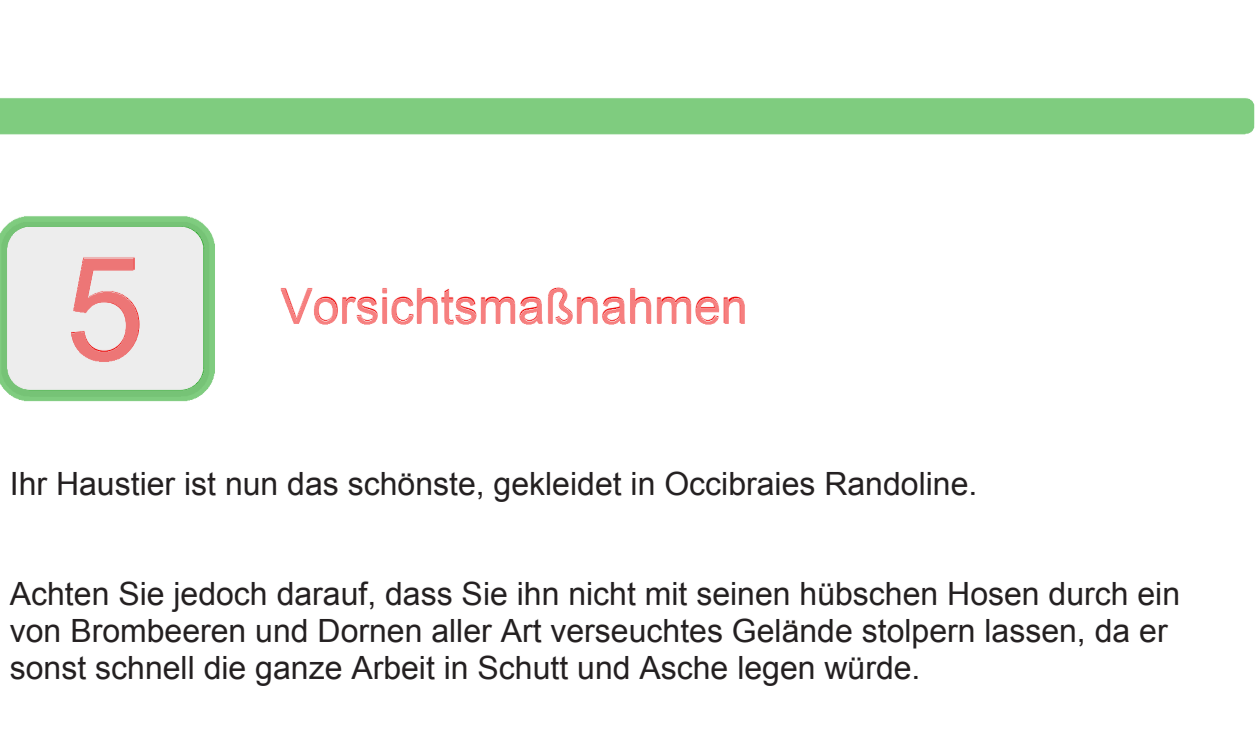 5
Vorsichtsmaßnahmen
Ihr Haustier ist nun das schönste, gekleidet in Occibraies Randoline.
Achten Sie jedoch darauf, dass Sie ihn nicht mit seinen hübschen Hosen durch ein
von Brombeeren und Dornen aller Art verseuchtes Gelände stolpern lassen, da er
sonst schnell die ganze Arbeit in Schutt und Asche legen würde.